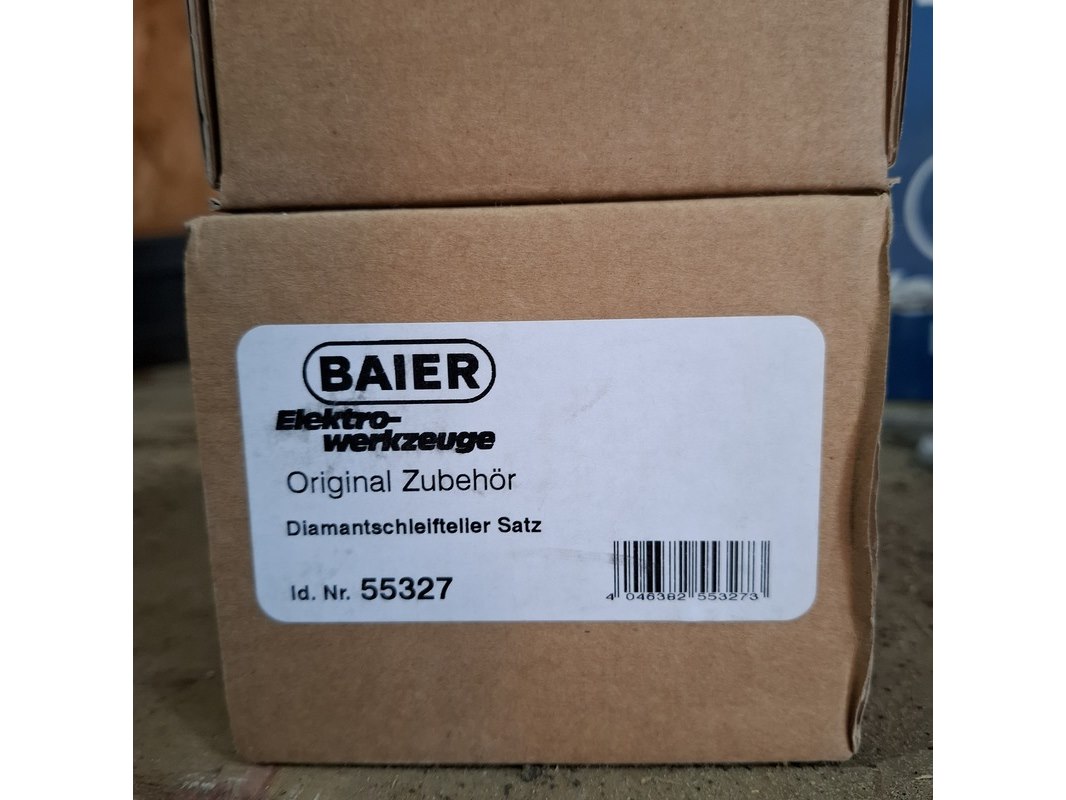 BAIER
Elektro-
werkzeuge
Original Zubehör
Diamantschleifteller Satz
Id. Nr. 55327
4 046382 553273